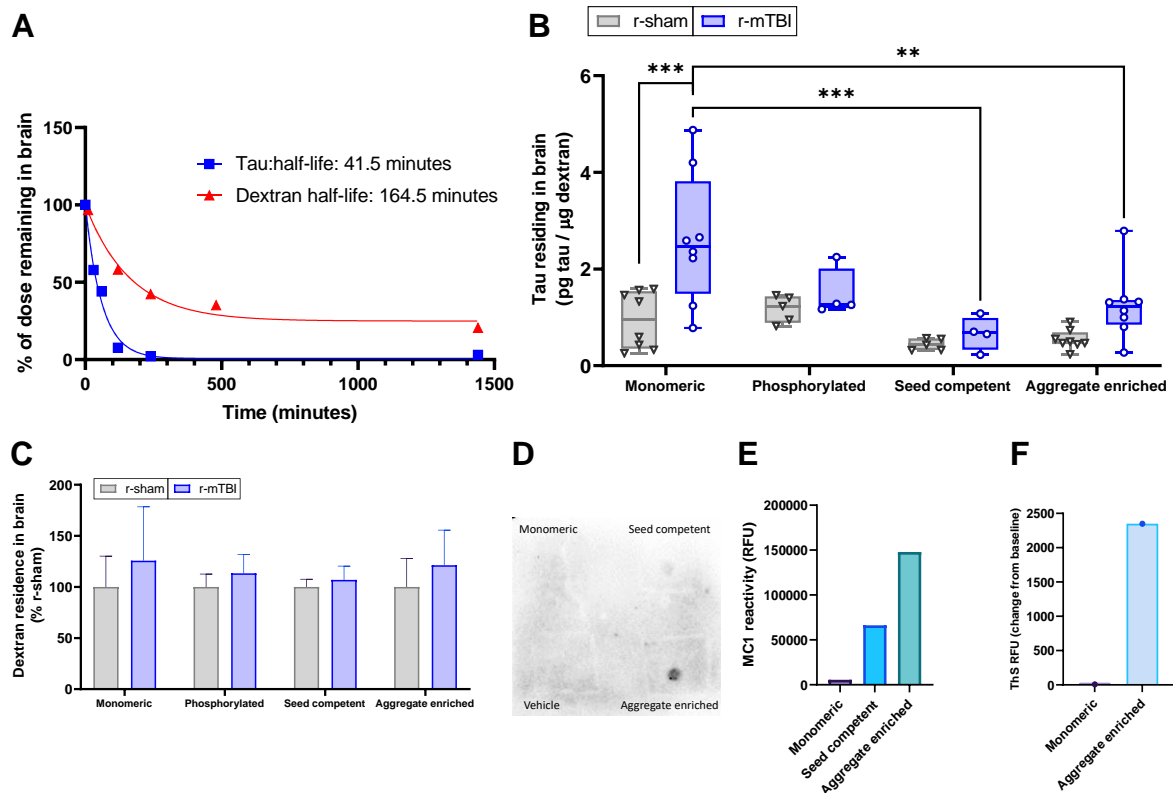 A
% of dose remaining in brain
150
100
50
0
0
500
1000
1500
Time (minutes)
Tau:half-life: 41.5 minutes
Dextran half-life: 164.5 minutes
B
r-sham
r-mTBI
Tau residing in brain
(pg tau / μg dextran)
6
4
2
0
***
***
**
Monomeric
Phosphorylated
Seed competent
Aggregate enriched
C
r-sham
r-mTBI
Dextran residence in brain
(% r-sham)
200
150
100
50
0
Monomeric
Phosphorylated
Seed competent
Aggregate enriched
D
Monomeric
Seed competent
Vehicle
Aggregate enriched
E
MC1 reactivity (RFU)
200000
150000
100000
50000
0
Monomeric
Seed competent
Aggregate enriched
F
ThS RFU (change from baseline)
2500
2000
1500
1000
500
0
Monomeric
Aggregate enriched